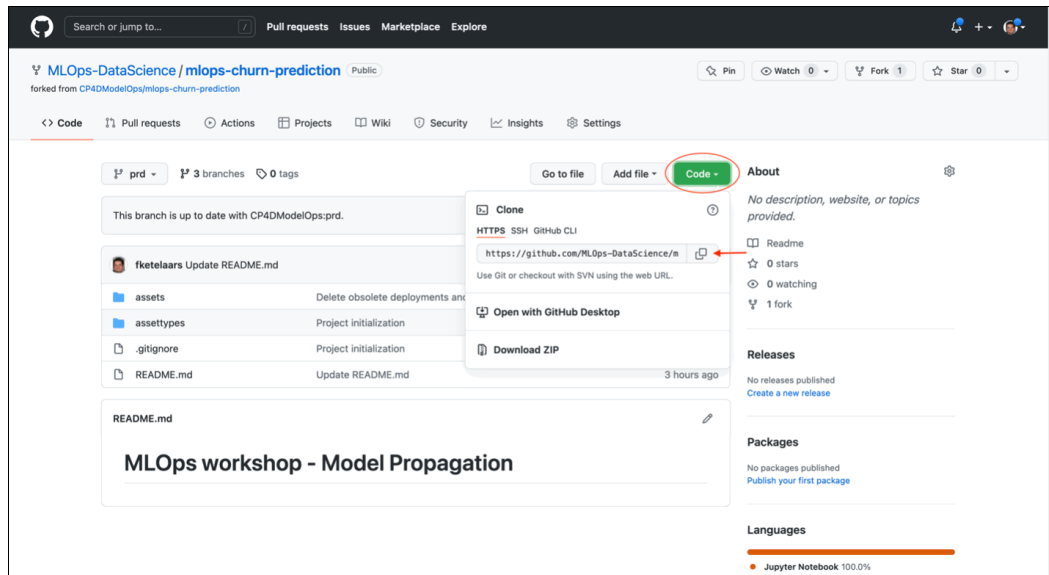 Search or jump to... /
Pull requests Issues Marketplace Explore
MLOps-DataScience / mlops-churn-prediction Public
Pin Watch 0 Fork 1 Star 0
forked from CP4DModelOps/mlops-churn-prediction
Code Pull requests Actions Projects Wiki Security Insights Settings
prd 3 branches 0 tags Go to file Add file Code
This branch is up to date with CP4DModelOps:prd.
Clone
HTTPS SSH GitHub CLI
https://github.com/MLOps-DataScience/m
Use Git or checkout with SVN using the web URL.
Open with GitHub Desktop
Download ZIP
fketelaars Update README.md
assets Delete obsolete deployments and
assettypes Project initialization
.gitignore Project initialization
README.md Update README.md 3 hours ago
README.md
MLOps workshop - Model Propagation
About
No description, website, or topics
provided.
Readme
0 stars
0 watching
1 fork
Releases
No releases published
Create a new release
Packages
No packages published
Publish your first package
Languages
Jupyter Notebook 100.0%